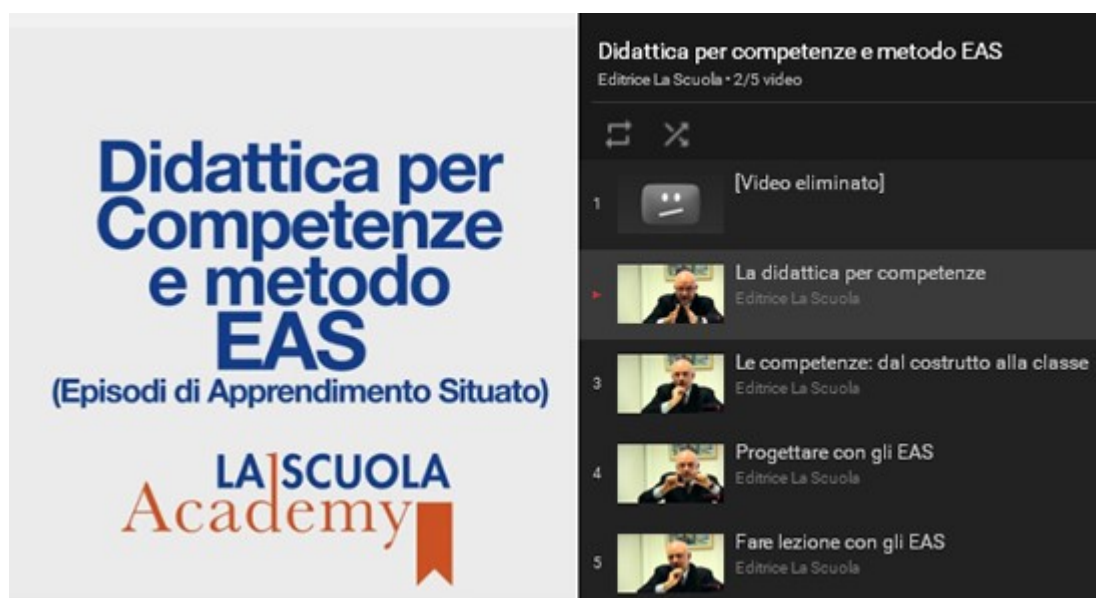 Didattica per
Competenze
e metodo
EAS
(Episodi di Apprendimento Situato)
LA SCUOLA
Academy
Didattica per competenze e metodo EAS
Editrice La Scuola • 2/5 video
1
[Video eliminato]
La didattica per competenze
Editrice La Scuola
3
Le competenze: dal costrutto alla classe
Editrice La Scuola
4
Progettare con gli EAS
Editrice La Scuola
5
Fare lezione con gli EAS
Editrice La Scuola